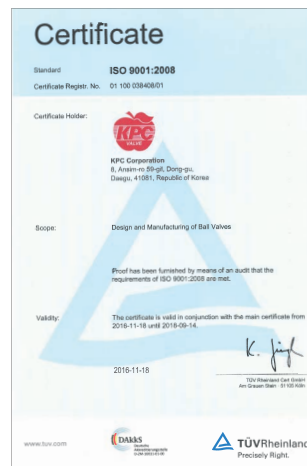 Certificate
Standard ISO 9001:2008
Certificate Registr. No. 01 100 038408/01
Certificate Holder:
KPC
VALVE
KPC Corporation
8, Ansim-ro 59-gil, Dong-gu,
Daegu, 41081, Republic of Korea
Scope: Design and Manufacturing of Ball Valves
Proof has been furnished by means of an audit that the
requirements of ISO 9001:2008 are met.
Validity: The certificate is valid in conjunction with the main certificate from
2016-11-18 until 2018-09-14.
2016-11-18
TÜV Rheinland Cert GmbH
Am Grauen Stein · 51105 Köln
www.tuv.com
DAkkS
Deutsche
Akkreditierungsstelle
TÜVRheinland
Precisely Right.